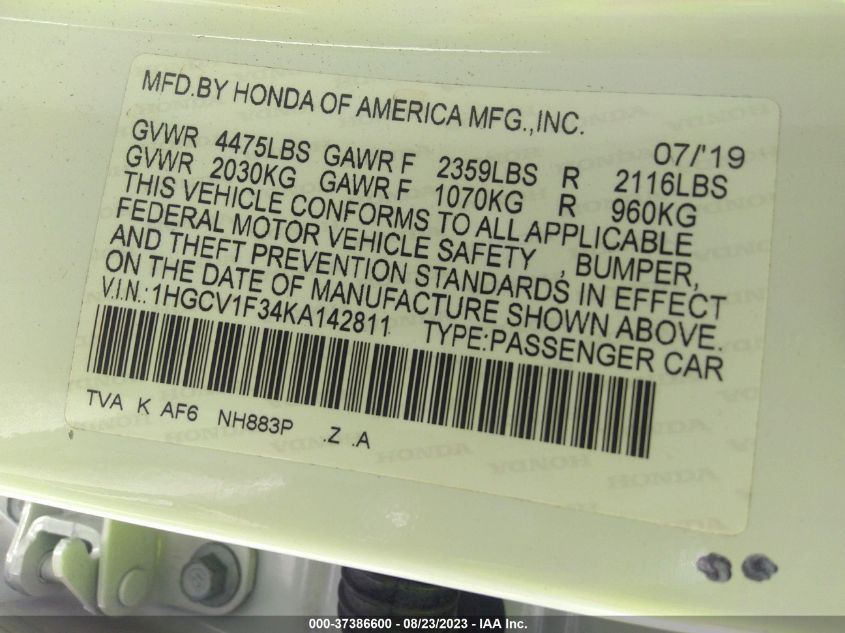 MFD.BY HONDA OF AMERICA MFG.,INC.
07/'19
GVWR 4475LBS GAWR F 2359LBS R 2116LBS
GVWR 2030KG GAWR F 1070KG R 960KG
THIS VEHICLE CONFORMS TO ALL APPLICABLE
FEDERAL MOTOR VEHICLE SAFETY , BUMPER,
AND THEFT PREVENTION STANDARDS IN EFFECT
ON THE DATE OF MANUFACTURE SHOWN ABOVE.
V.I.N.:1HGCV1F34KA142811 TYPE:PASSENGER CAR
TVA K AF6 NH883P .Z .A
HONDA HONDA HONDA
000-37386600 - 08/23/2023 - IAA Inc.